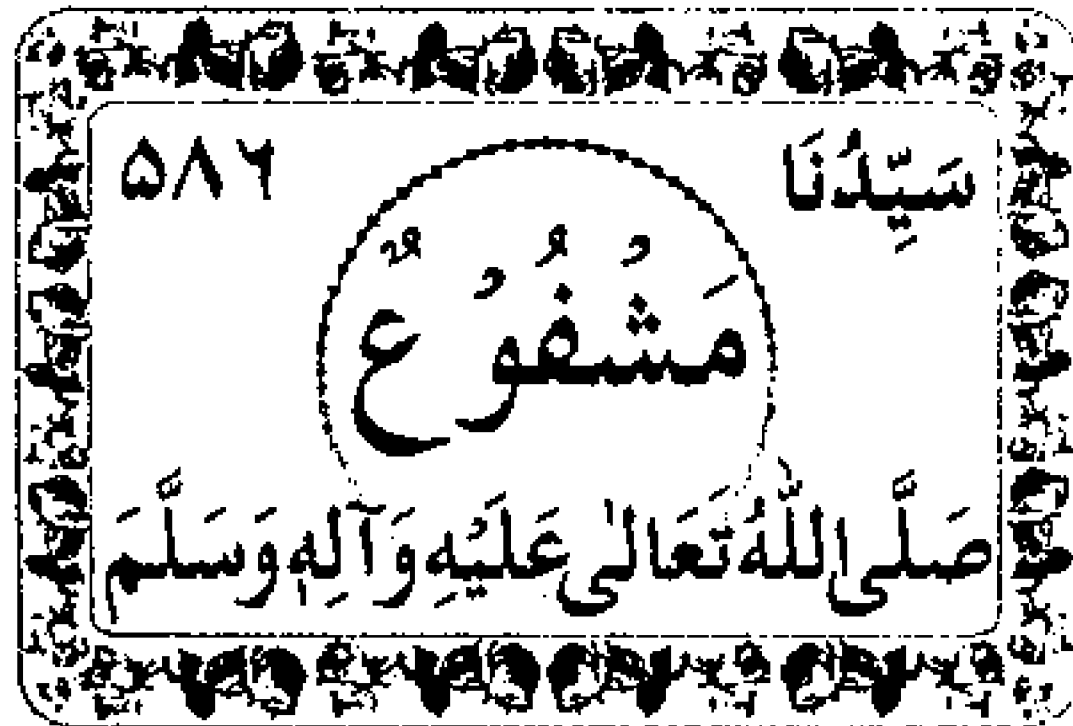 سَيِّدُنَا ۵۸۶
مَشْفُوْعٌ
صَلَّى اللّٰهُ تَعَالٰى عَلَيْهِ وَآلِهٖ وَسَلَّمَ